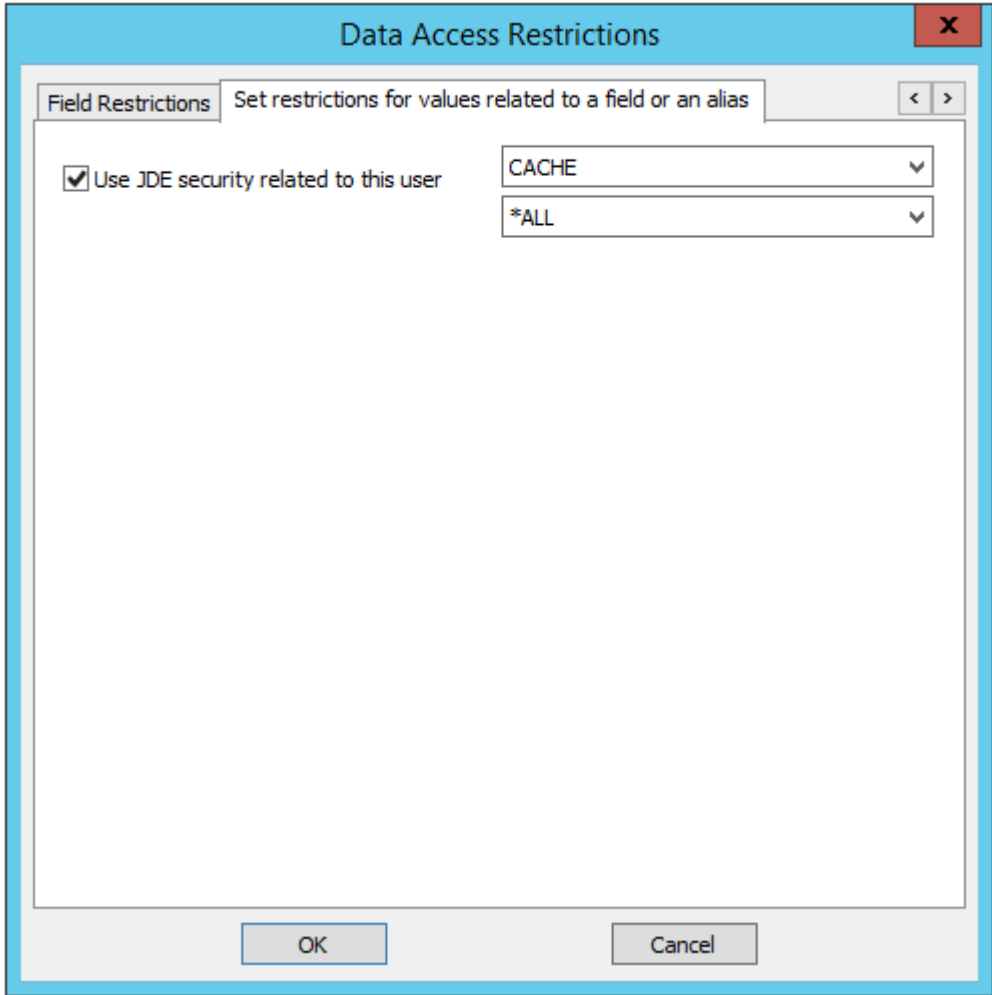 Data Access Restrictions
x
Field Restrictions
Set restrictions for values related to a field or an alias
< >
Use JDE security related to this user
CACHE
*ALL
OK
Cancel